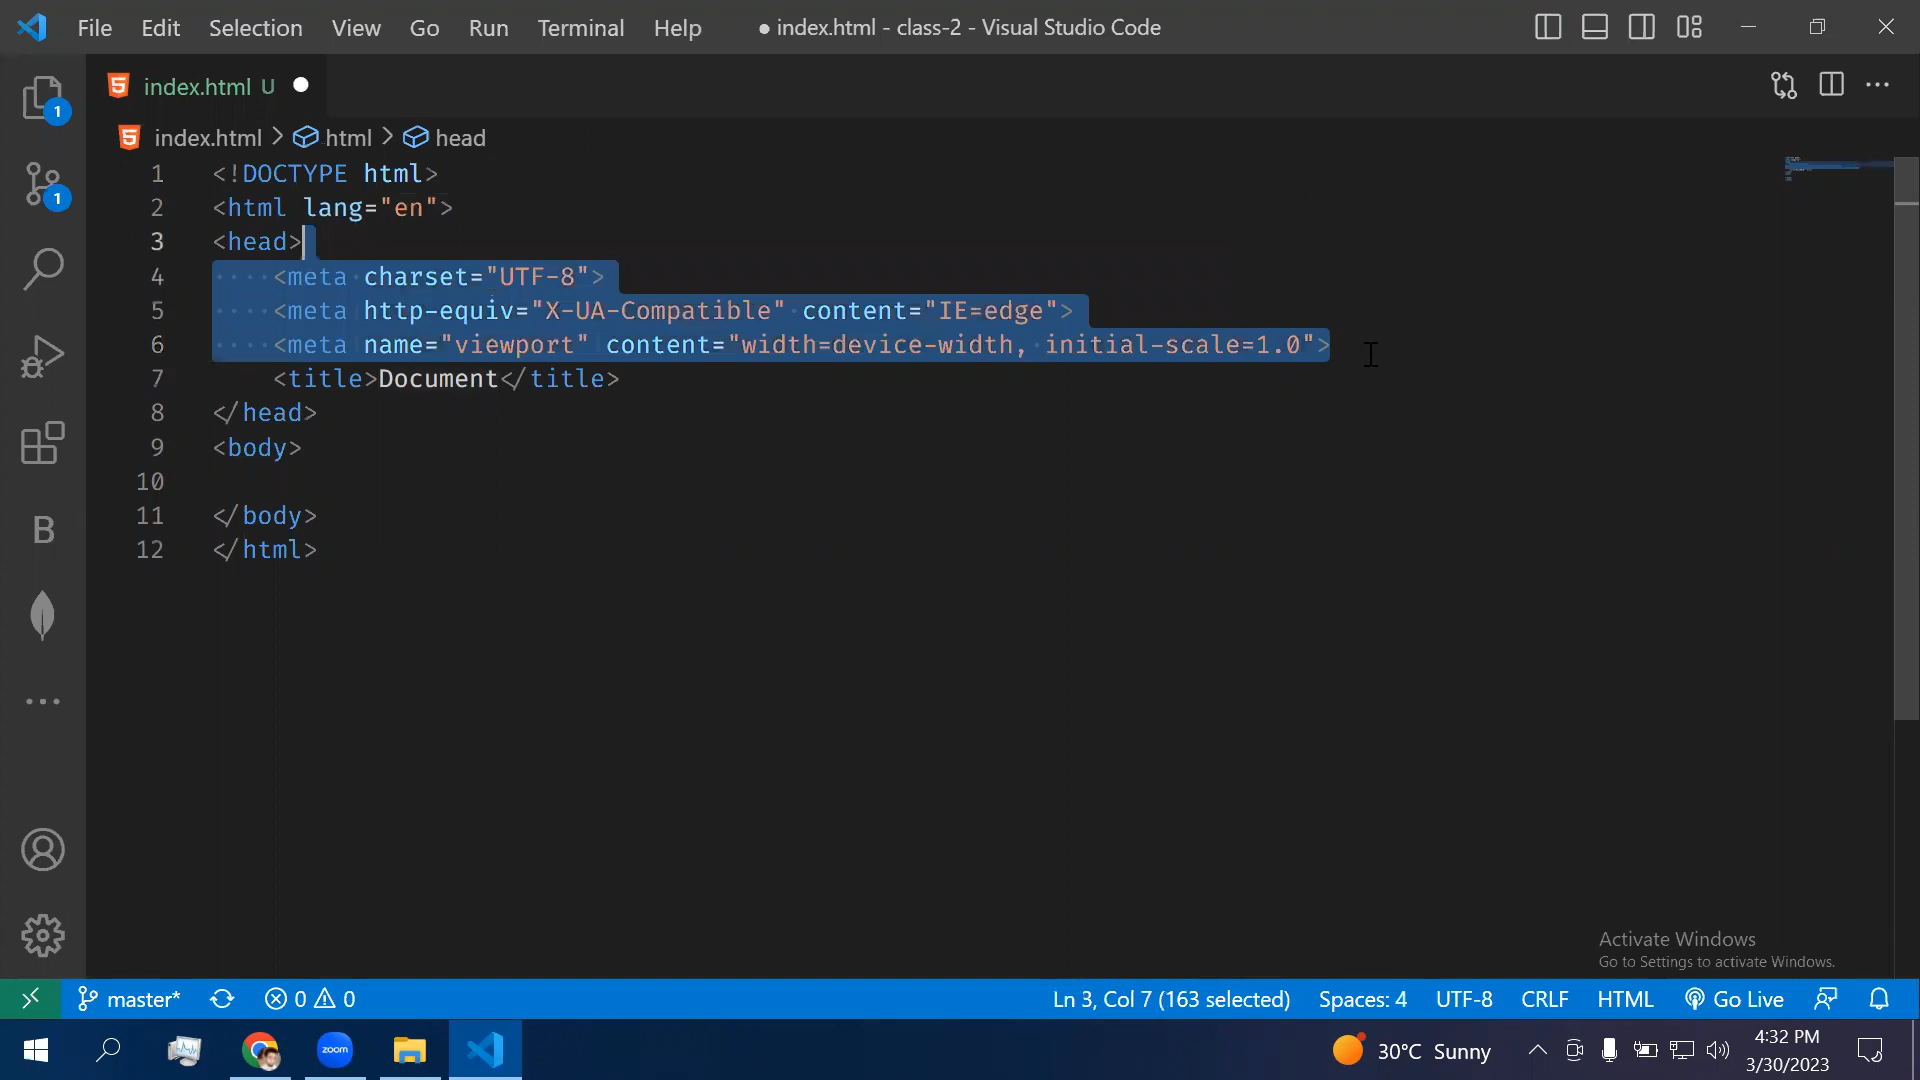 File Edit Selection View Go Run Terminal Help ● index.html - class-2 - Visual Studio Code
1
index.html U
index.html > html > head
1 <!DOCTYPE html>
1
2 <html lang="en">
3 <head>
4 <meta charset="UTF-8">
5 <meta http-equiv="X-UA-Compatible" content="IE=edge">
6 <meta name="viewport" content="width=device-width, initial-scale=1.0">
7 <title>Document</title>
8 </head>
9 <body>
10
11 </body>
B
12 </html>
Activate Windows
Go to Settings to activate Windows.
master* 0 0 Ln 3, Col 7 (163 selected) Spaces: 4 UTF-8 CRLF HTML Go Live
zoom 30°C Sunny 4:32 PM
3/30/2023